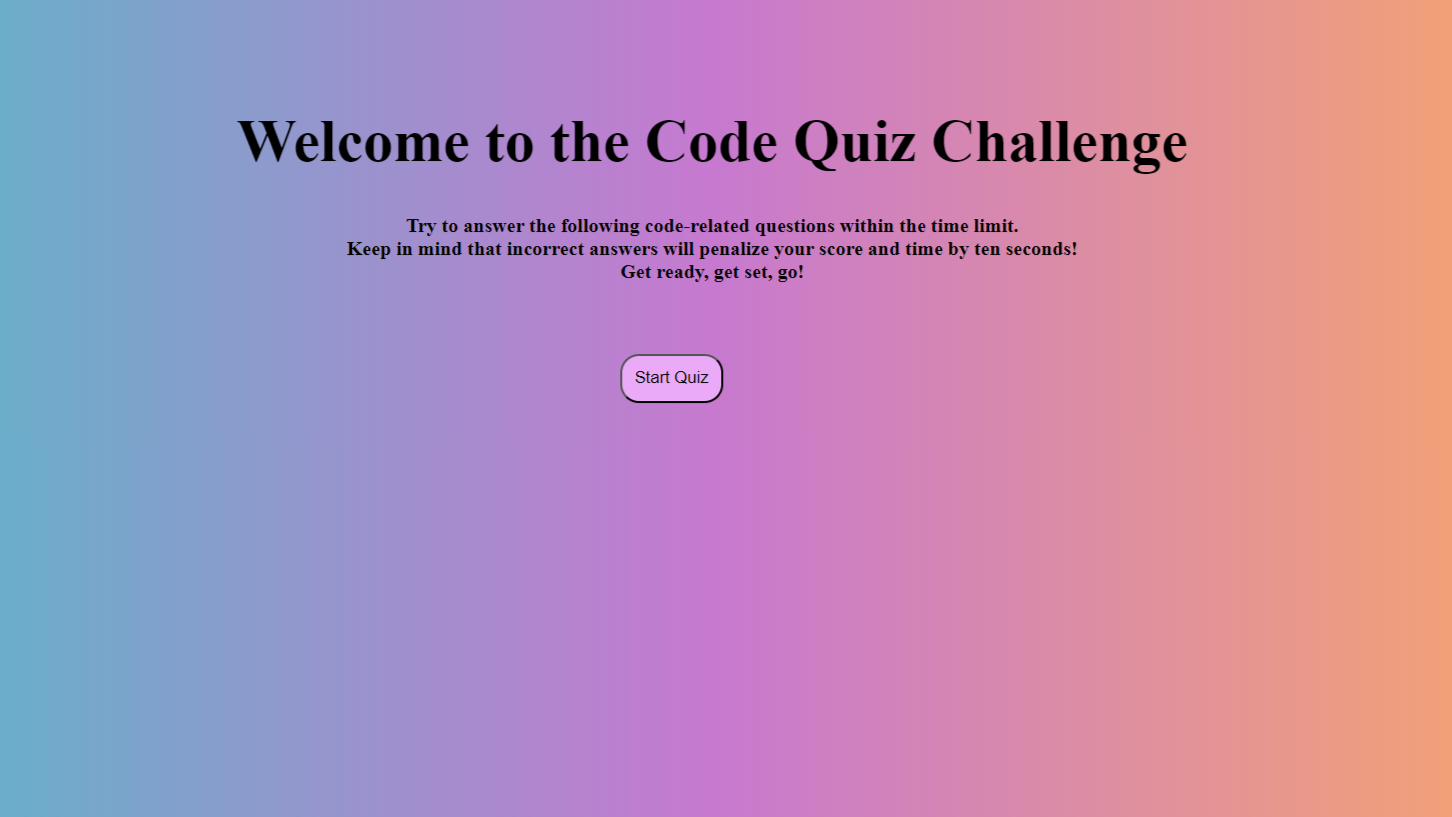 Welcome to the Code Quiz Challenge
Try to answer the following code-related questions within the time limit.
Keep in mind that incorrect answers will penalize your score and time by ten seconds!
Get ready, get set, go!
Start Quiz